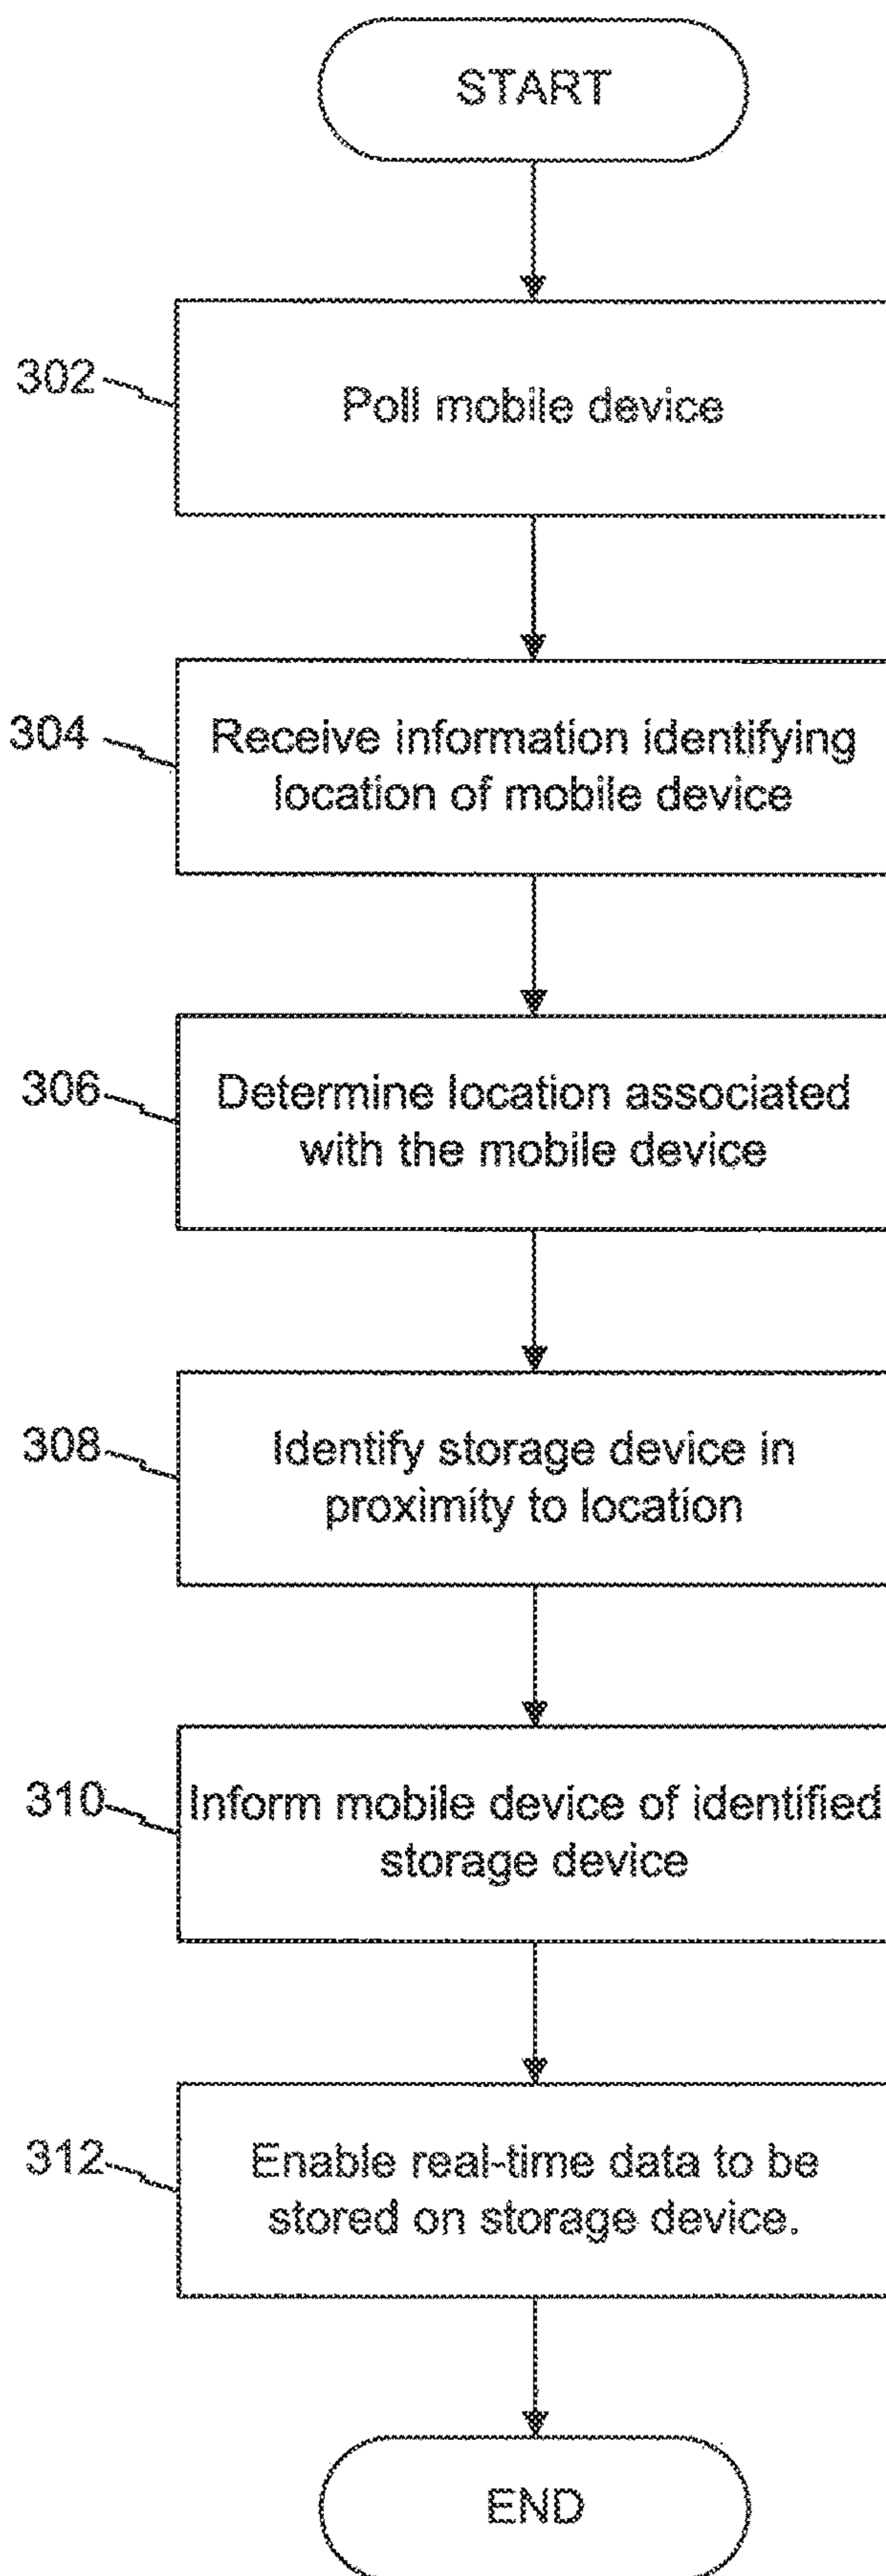 START
302
Poll mobile device
304
Receive information identifying
location of mobile device
306
Determine location associated
with the mobile device
308
Identify storage device in
proximity to location
310
Inform mobile device of identified
storage device
312
Enable real-time data to be
stored on storage device.
END